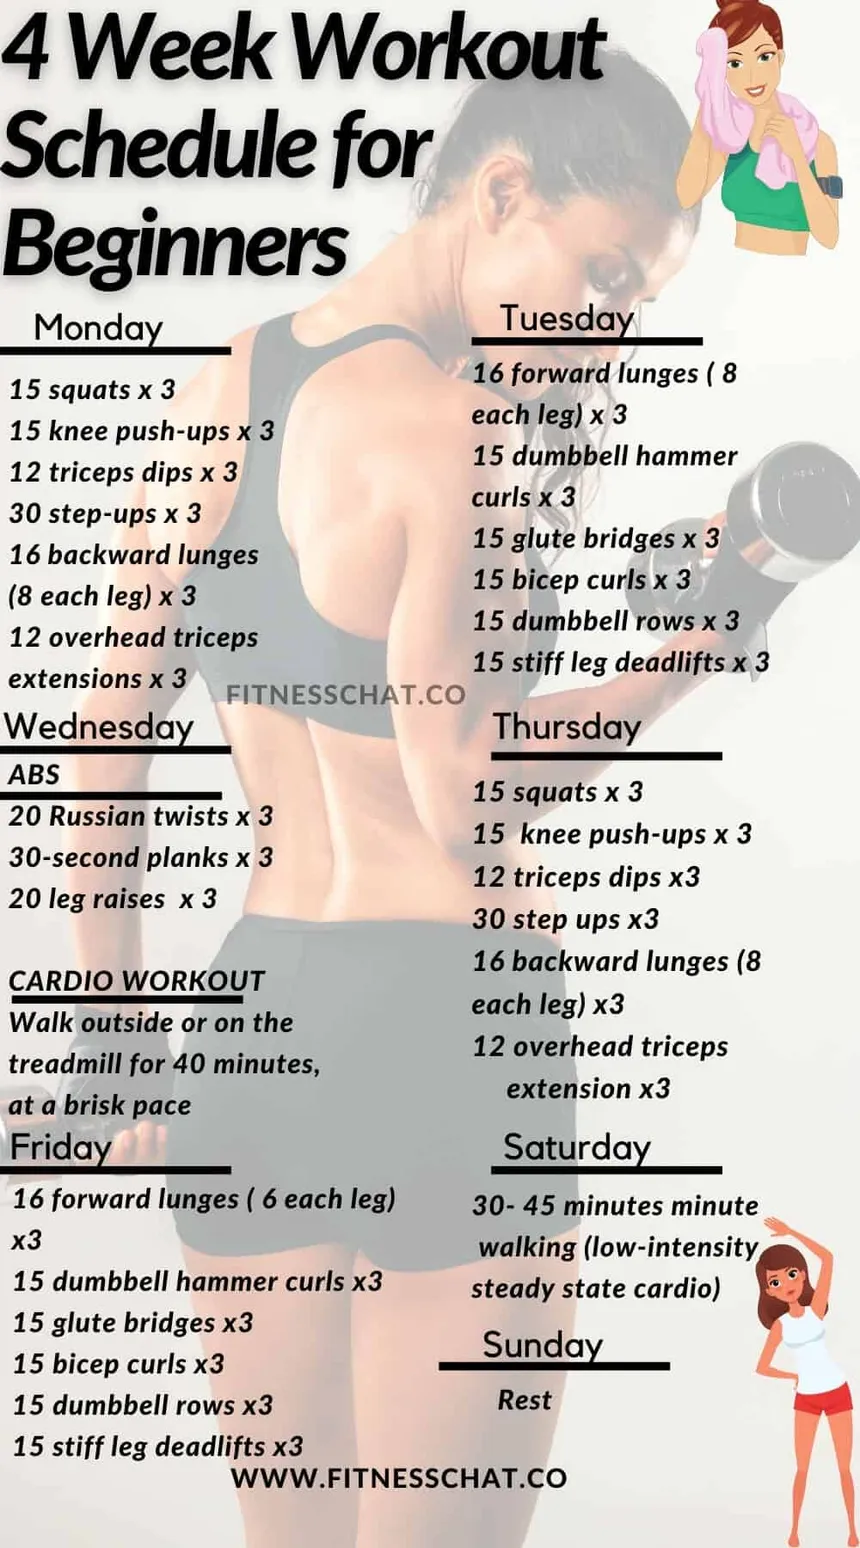 4 Week Workout
Schedule for
Beginners
Monday
15 squats x 3
15 knee push-ups x 3
12 triceps dips x 3
30 step-ups x 3
16 backward lunges
(8 each leg) x 3
12 overhead triceps
extensions x 3
Tuesday
16 forward lunges ( 8
each leg) x 3
15 dumbbell hammer
curls x 3
15 glute bridges x 3
15 bicep curls x 3
15 dumbbell rows x 3
15 stiff leg deadlifts x 3
FITNESSCHAT.CO
Wednesday
ABS
20 Russian twists x 3
30-second planks x 3
20 leg raises  x 3
CARDIO WORKOUT
Walk outside or on the
treadmill for 40 minutes,
at a brisk pace
Thursday
15 squats x 3
15  knee push-ups x 3
12 triceps dips x3
30 step ups x3
16 backward lunges (8
each leg) x3
12 overhead triceps
extension x3
Friday
16 forward lunges ( 6 each leg)
x3
15 dumbbell hammer curls x3
15 glute bridges x3
15 bicep curls x3
15 dumbbell rows x3
15 stiff leg deadlifts x3
Saturday
30- 45 minutes minute
walking (low-intensity
steady state cardio)
Sunday
Rest
WWW.FITNESSCHAT.CO